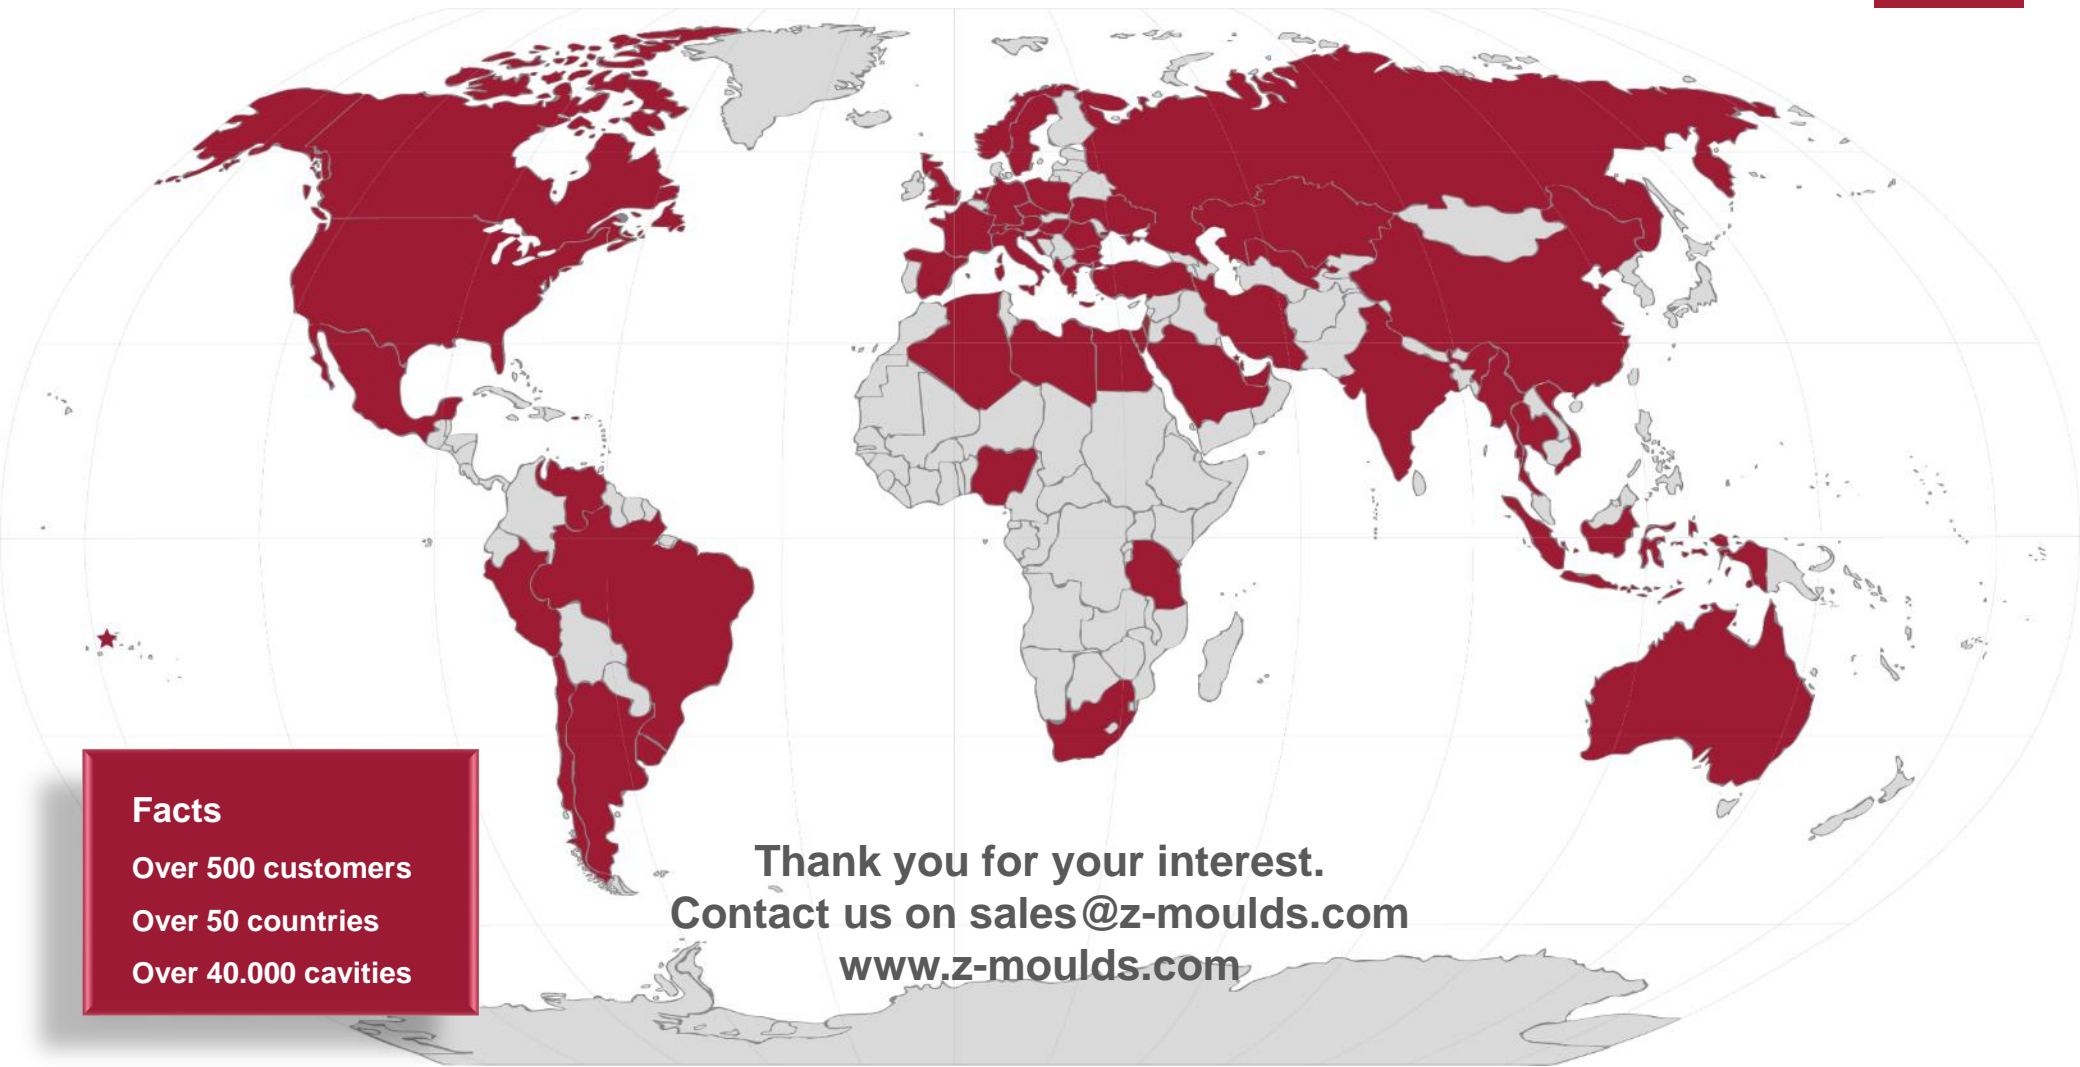 Facts
Over 500 customers
Over 50 countries
Over 40.000 cavities
Thank you for your interest.
Contact us on sales@z-moulds.com
www.z-moulds.com